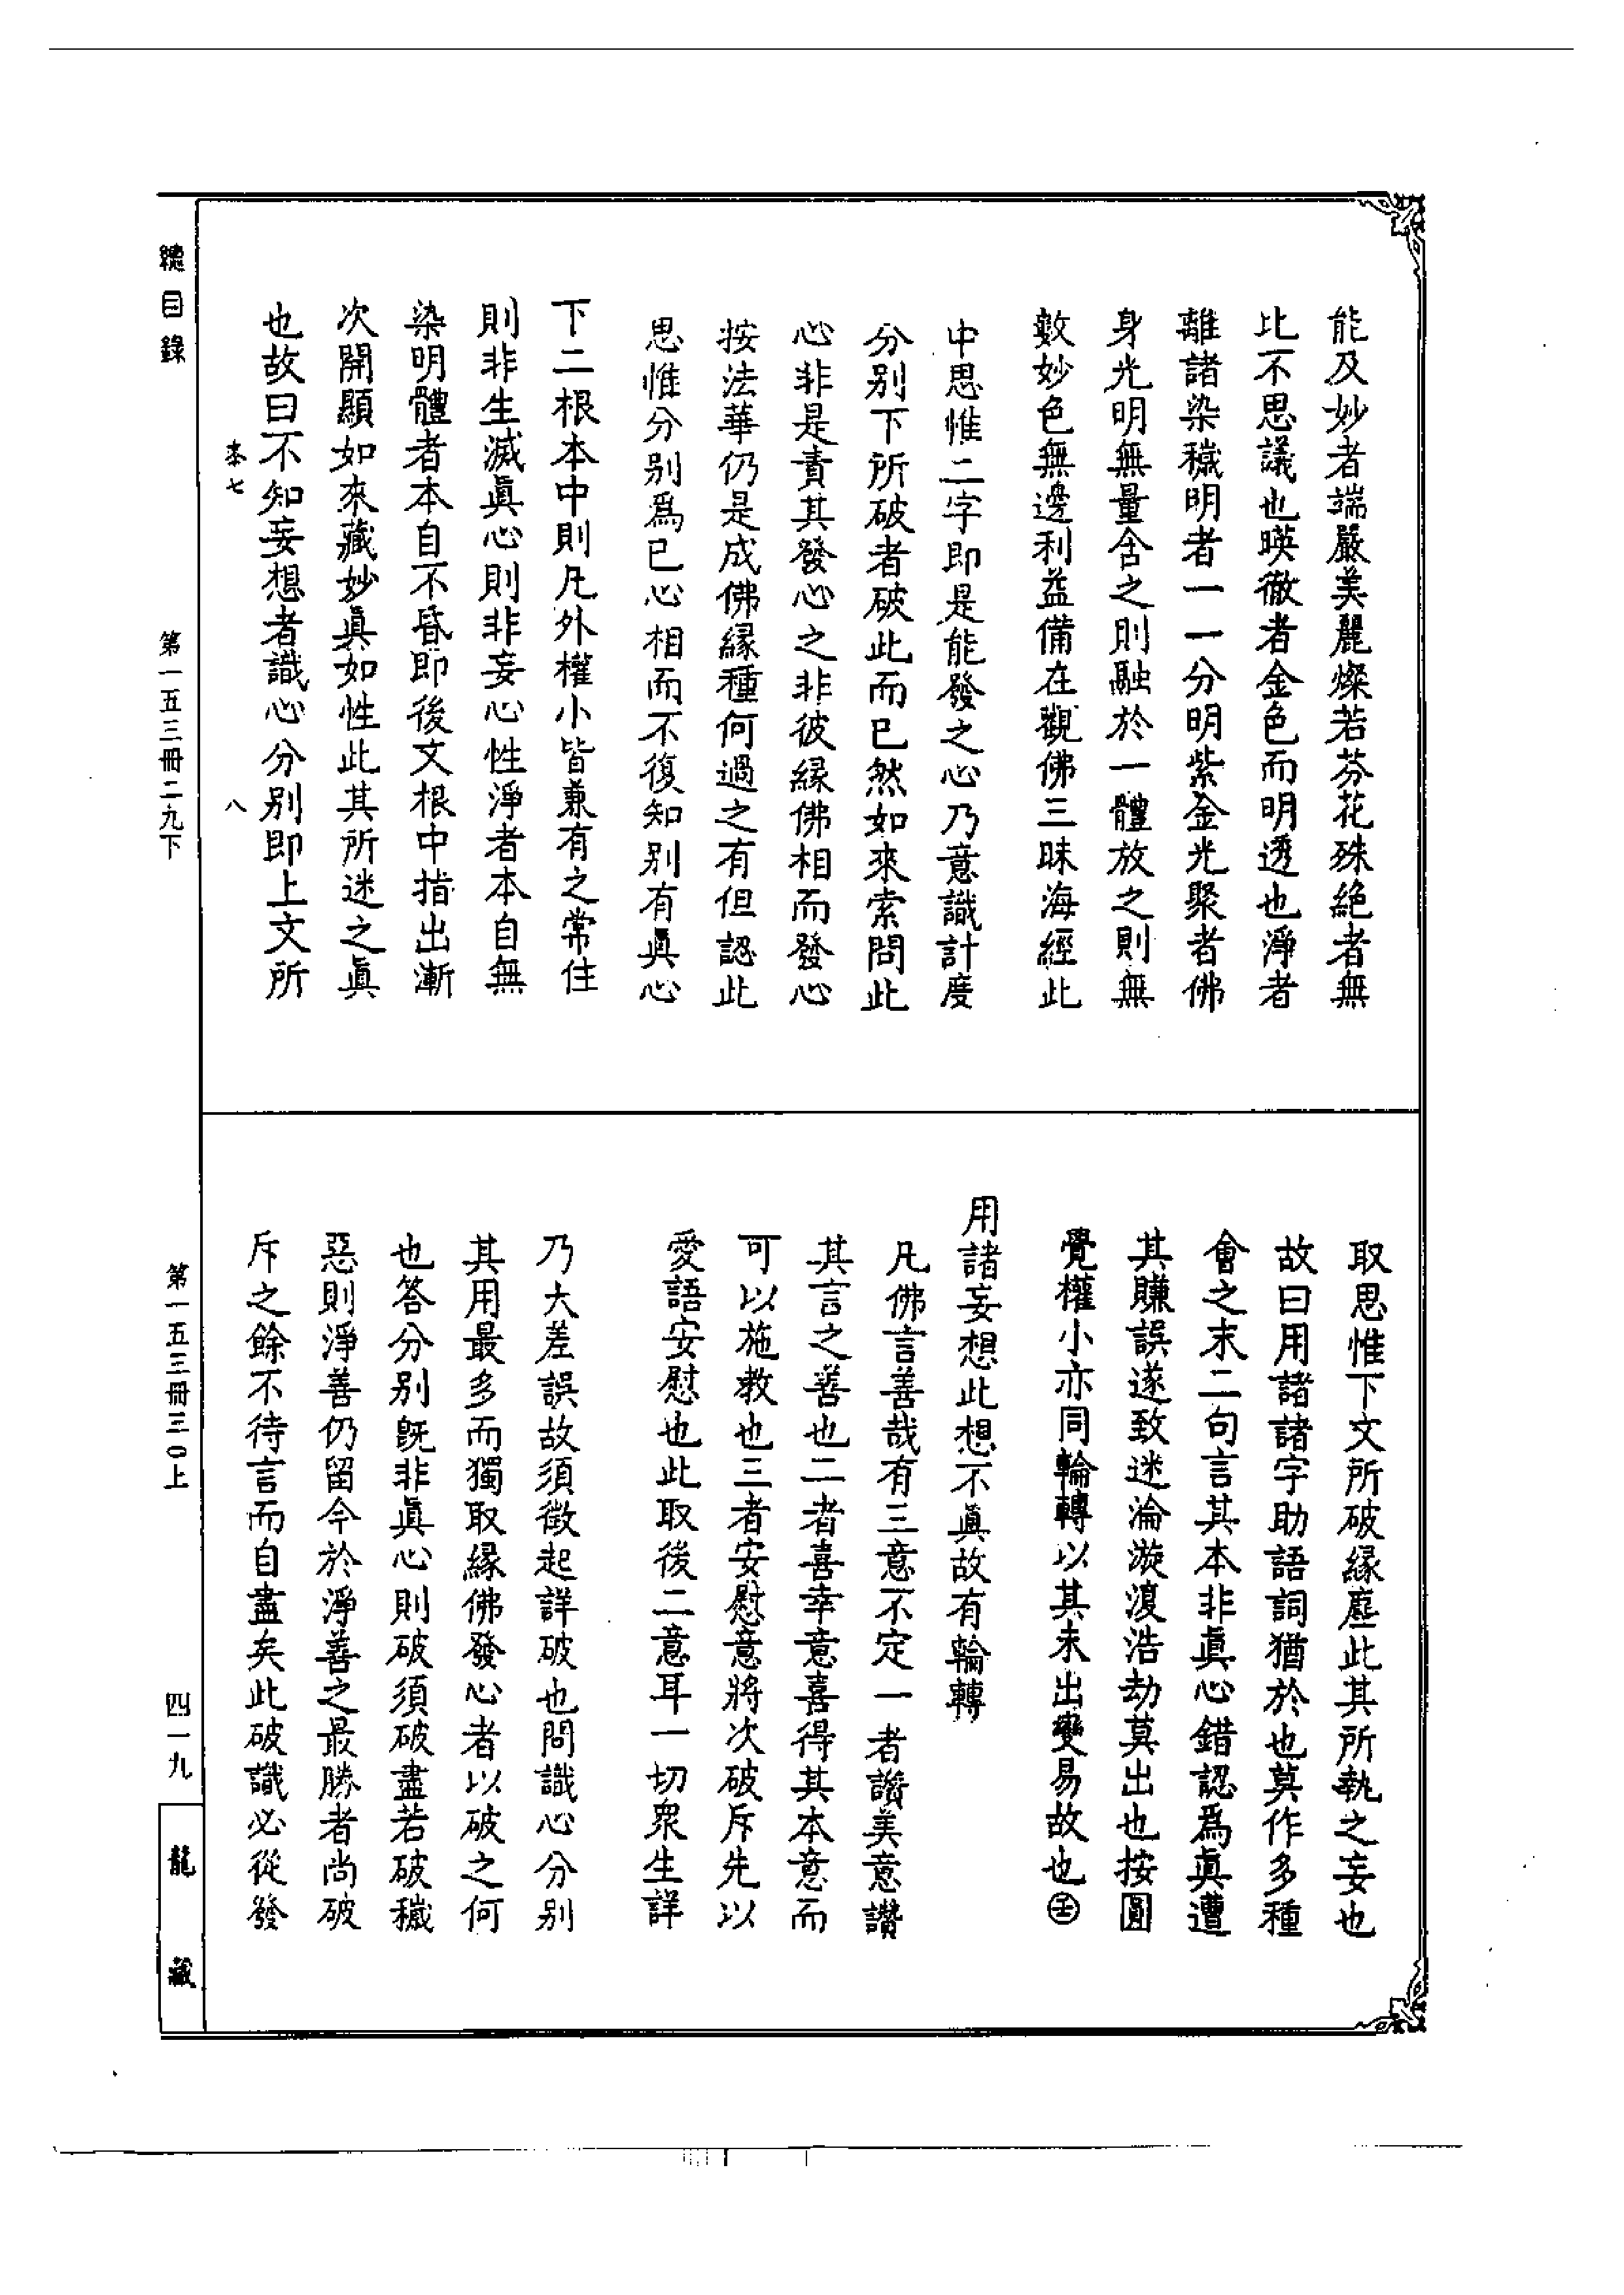 能及妙者端嚴美麗燦若芬花殊絶者無
比不思議也暎徹者金色而明透也淨者
離諸染穢明者一一分明紫金光聚者佛
身光明無量含之則融於一體放之則無
數妙色無邊利益備在觀佛三昧海經此
中思惟二字即是能發之心乃意識計度
分别下所破者破此而已然如來索問此
心非是責其發心之非彼縁佛相而發心
按法華仍是成佛縁種何過之有但認此
思惟分别爲已心相而不復知别有眞心
下二根本中則凡外權小皆兼有之常住
則非生滅眞心則非妄心性淨者本自無
染明體者本自不昏即後文根中指出漸
次開顯如來藏妙眞如性此其所迷之眞
也故曰不知妄想者識心分别即上文所
取思惟下文所破縁塵此其所執之妄也
故曰用諸諸字助語詞猶於也莫作多種
會之末二句言其本非眞心錯認爲眞遭
其賺誤遂致迷淪漩澓浩劫莫出也按圓
覺權小亦同輪轉以其未出變易故也㊂壬
用諸妄想此想不眞故有輪轉
凡佛言善哉有三意不定一者讚美意讚
其言之善也二者喜幸意喜得其本意而
可以施教也三者安慰意將次破斥先以
愛語安慰也此取後二意耳一切衆生詳
乃大差誤故須徵起詳破也問識心分别
其用最多而獨取縁佛發心者以破之何
也答分别旣非眞心則破須破盡若破穢
惡則淨善仍留今於淨善之最勝者尚破
斥之餘不待言而自盡矣此破識必從發
總目錄
第一五三冊二九下
泰七
八
第一五三冊三〇上
四一九
龍藏